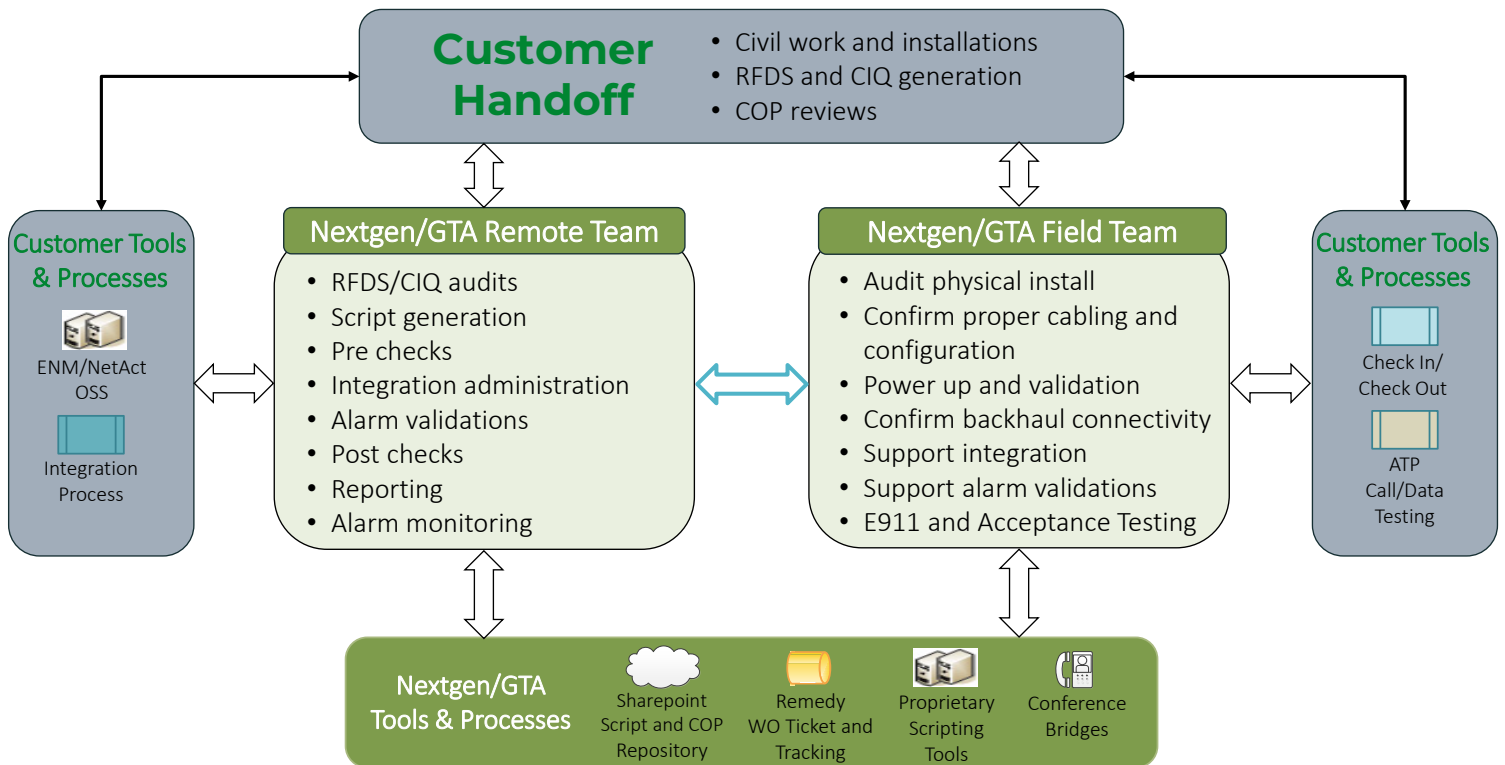 Customer
Handoff
• Civil work and installations
• RFDS and CIQ generation
• COP reviews
Customer Tools
& Processes
ENM/NetAct
OSS
Integration
Process
Nextgen/GTA Remote Team
• RFDS/CIQ audits
• Script generation
• Pre checks
• Integration administration
• Alarm validations
• Post checks
• Reporting
• Alarm monitoring
Nextgen/GTA Field Team
• Audit physical install
• Confirm proper cabling and
configuration
• Power up and validation
• Confirm backhaul connectivity
• Support integration
• Support alarm validations
• E911 and Acceptance Testing
Customer Tools
& Processes
Check In/
Check Out
ATP
Call/Data
Testing
Nextgen/GTA
Tools & Processes
Sharepoint
Script and COP
Repository
Remedy
WO Ticket and
Tracking
Proprietary
Scripting
Tools
Conference
Bridges